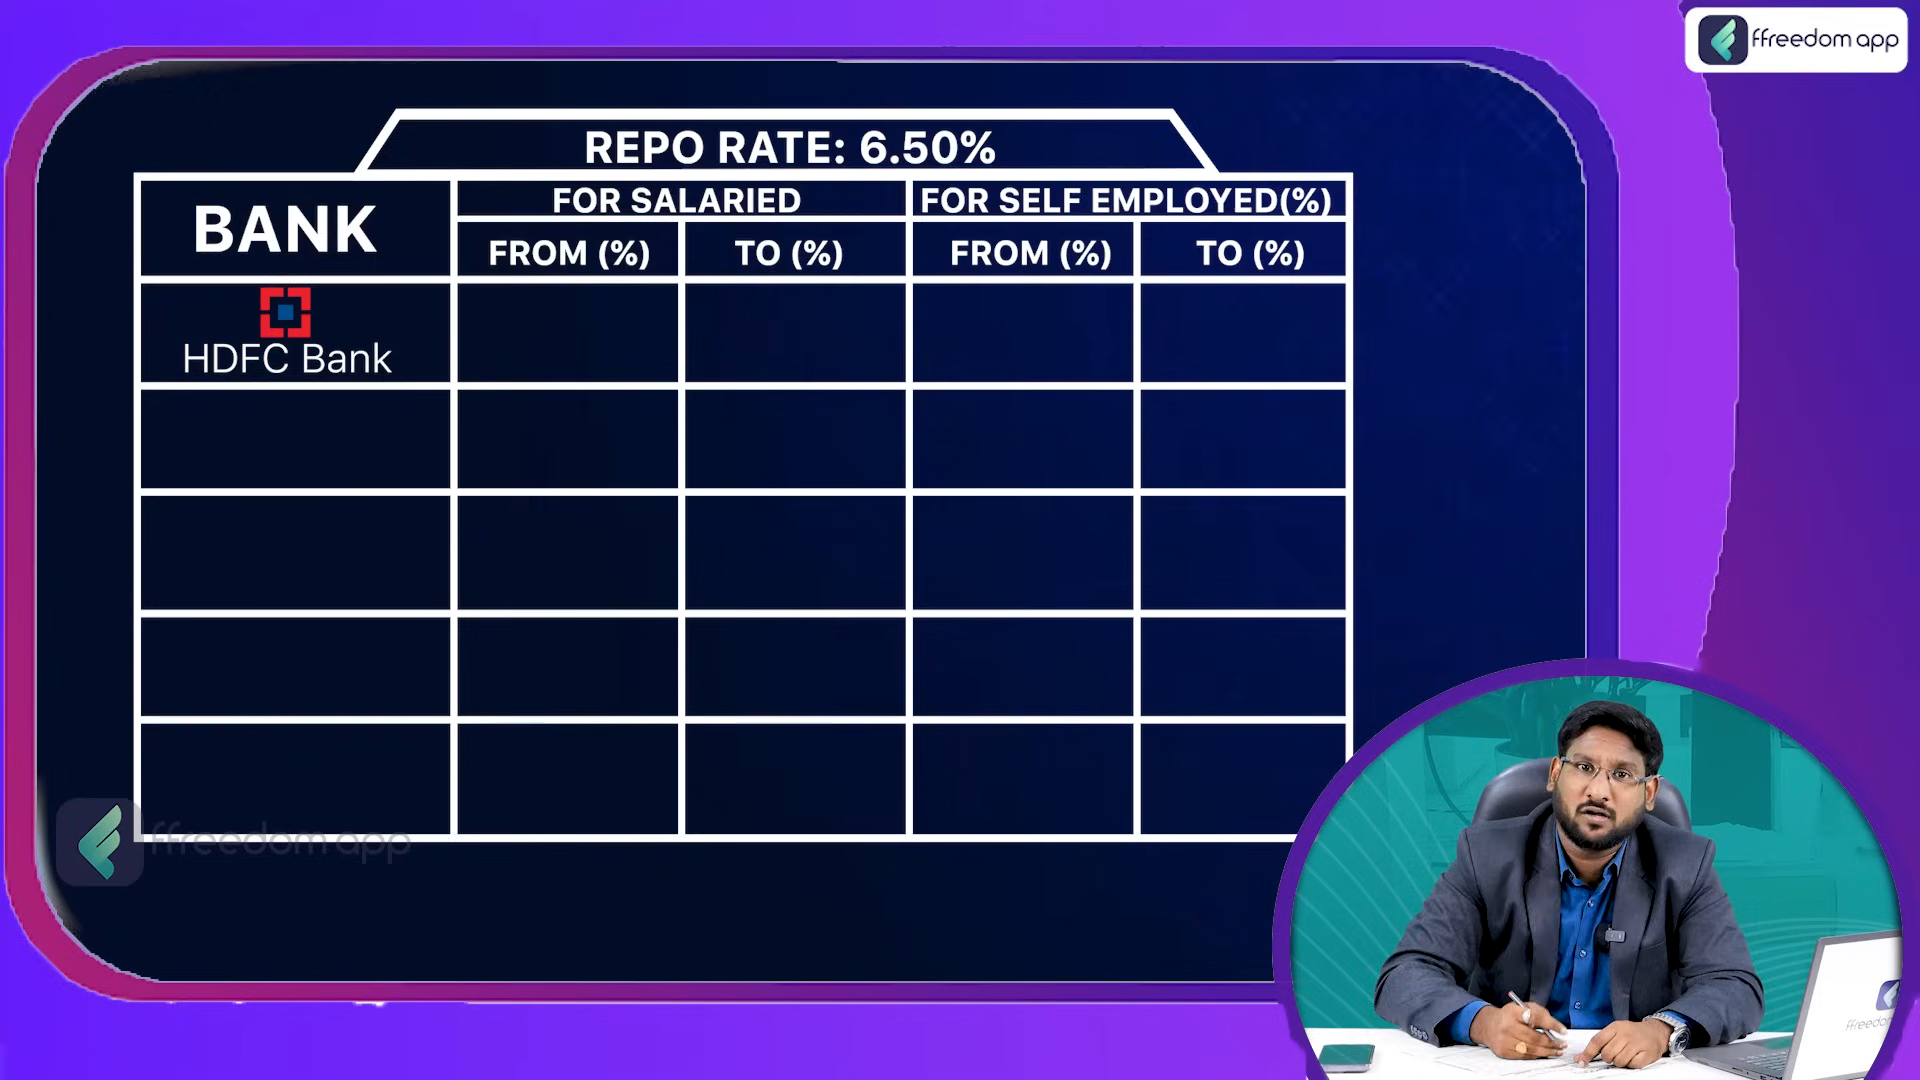 ffreedom app
REPO RATE: 6.50%
BANK
FOR SALARIED
FOR SELF EMPLOYED(%)
FROM (%)
TO (%)
FROM (%)
TO (%)
HDFC Bank
ffreedom app